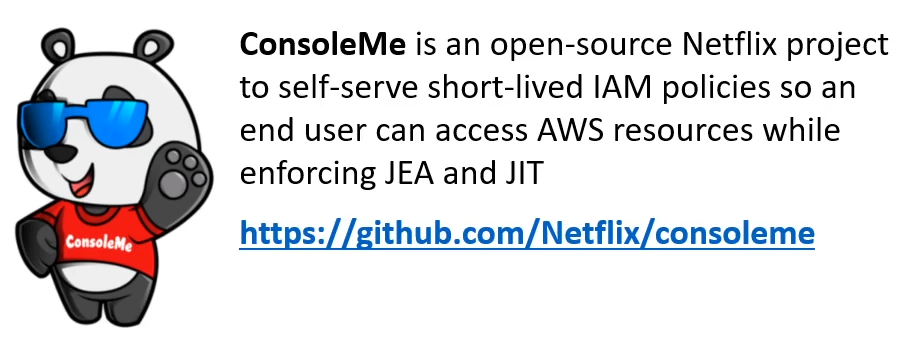 ConsoleMe is an open-source Netflix project
to self-serve short-lived IAM policies so an
end user can access AWS resources while
enforcing JEA and JIT
https://github.com/Netflix/consoleme
ConsoleMe